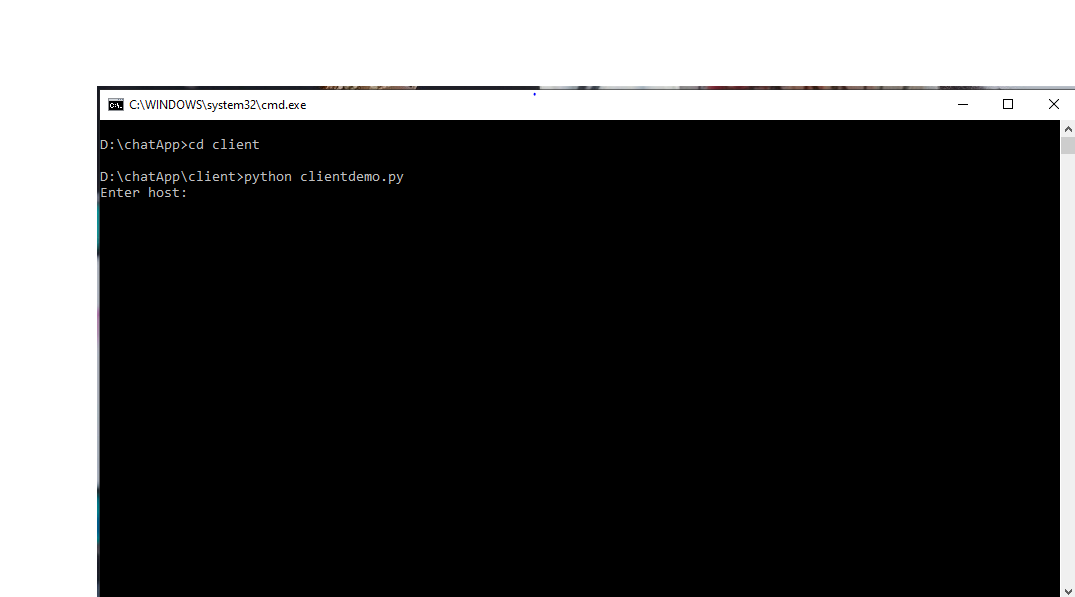 C:\WINDOWS\system32\cmd.exe
D:\chatApp>cd client
D:\chatApp\client>python clientdemo.py
Enter host: